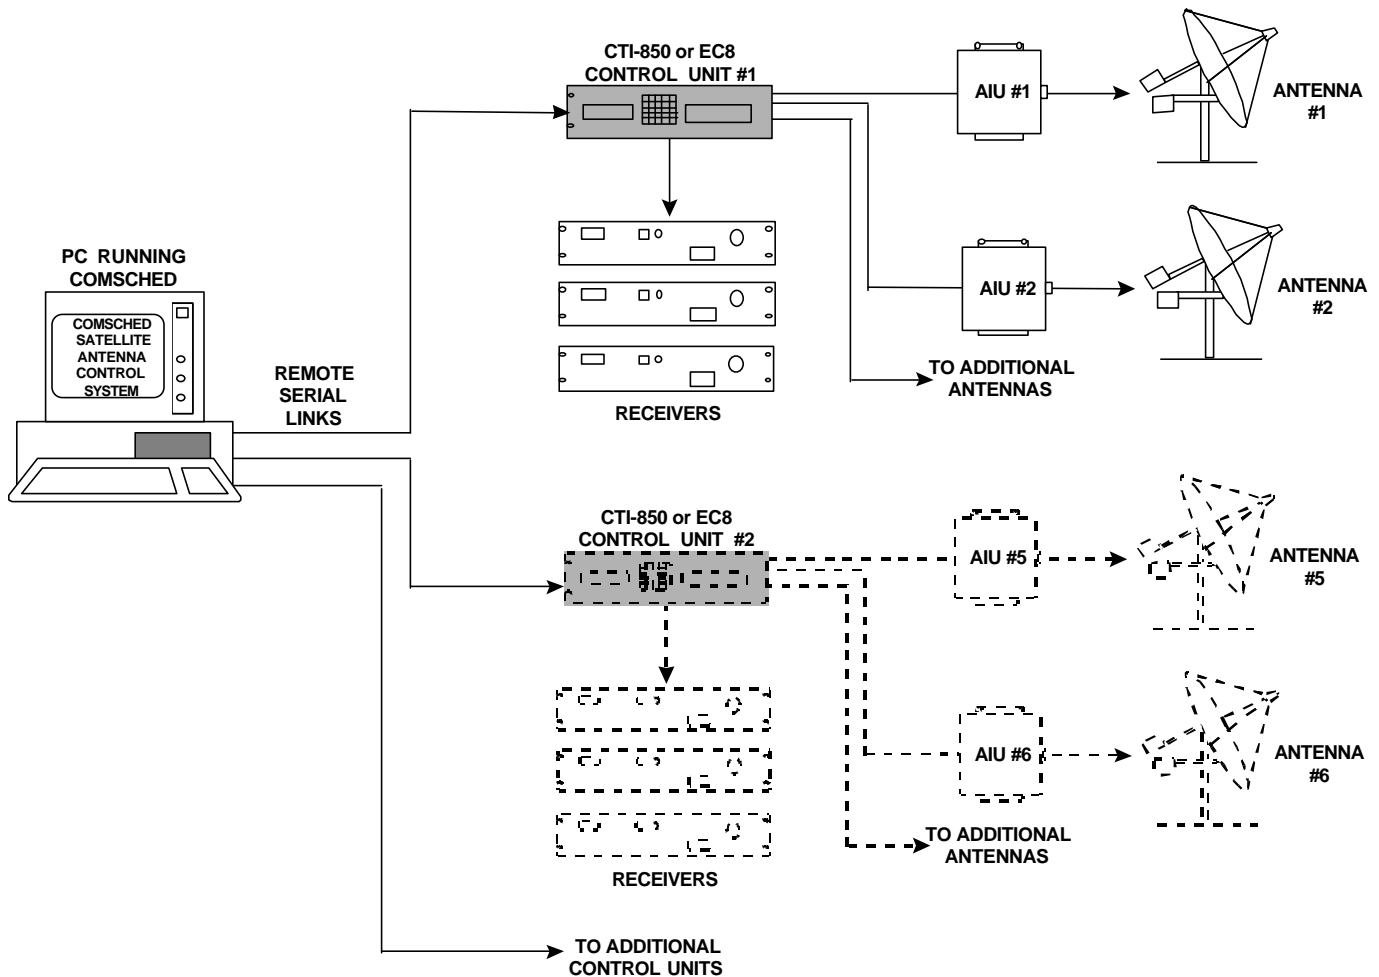 CTI-850 or EC8
CONTROL UNIT #1
AIU #1
ANTENNA
#1
PC RUNNING
COMSCHED
COMSCHED
SATELLITE
ANTENNA
CONTROL
SYSTEM
REMOTE
SERIAL
LINKS
AIU #2
ANTENNA
#2
TO ADDITIONAL
ANTENNAS
RECEIVERS
CTI-850 or EC8
CONTROL UNIT #2
AIU #5
ANTENNA
#5
AIU #6
ANTENNA
#6
TO ADDITIONAL
ANTENNAS
RECEIVERS
TO ADDITIONAL
CONTROL UNITS